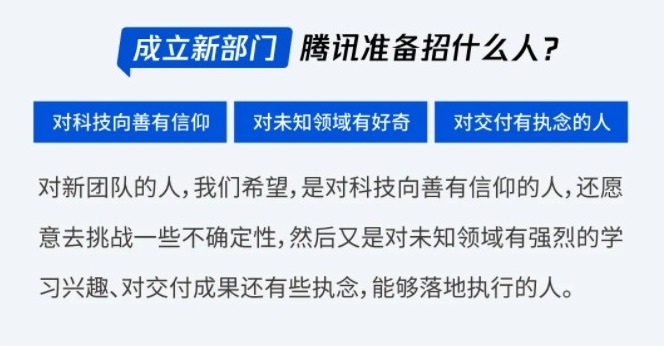 成立新部门 腾讯准备招什么人?
对科技向善有信仰 对未知领域有好奇 对交付有执念的人
对新团队的人,我们希望,是对科技向善有信仰的人,还愿
意去挑战一些不确定性,然后又是对未知领域有强烈的学
习兴趣、对交付成果还有些执念,能够落地执行的人。